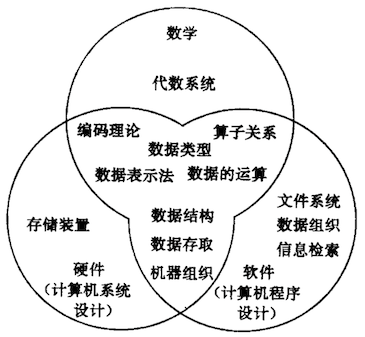 数学
代数系统
编码理论
算子关系
数据类型
数据表示法
数据的运算
数据结构
数据存取
机器组织
存储装置
硬件
（计算机系统
设计）
文件系统
数据组织
信息检索
软件
（计算机程序
设计）